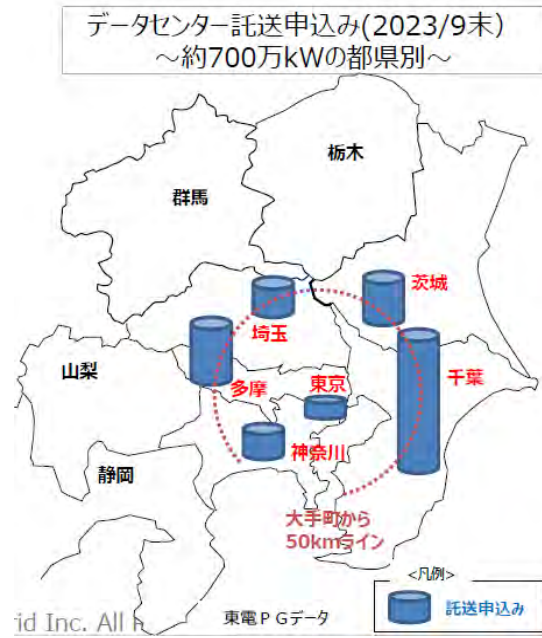 データセンター託送申込み(2023/9末)
～約700万kWの都県別～
栃木
群馬
茨城
埼玉
山梨
多摩
東京
千葉
神奈川
静岡
大手町から
50kmライン
<凡例>
託送申込み
東電ＰＧデータ
rid Inc. All